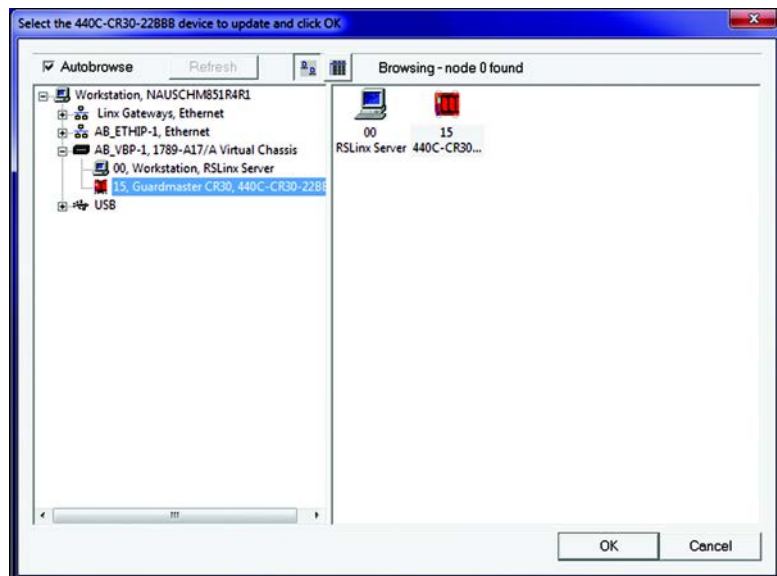 Select the 440C-CR30-22BBB device to update and click OK
Autobrowse
Refresh
Browsing - node 0 found
Workstation, NAUSCHM851R4R1
Linx Gateways, Ethernet
AB_ETHIP-1, Ethernet
AB_VBP-1, 1789-A17/A Virtual Chassis
00, Workstation, RSLinx Server
15, Guardmaster CR30, 440C-CR30-22BB
USB
00
RSLinx Server
15
440C-CR30...
OK
Cancel